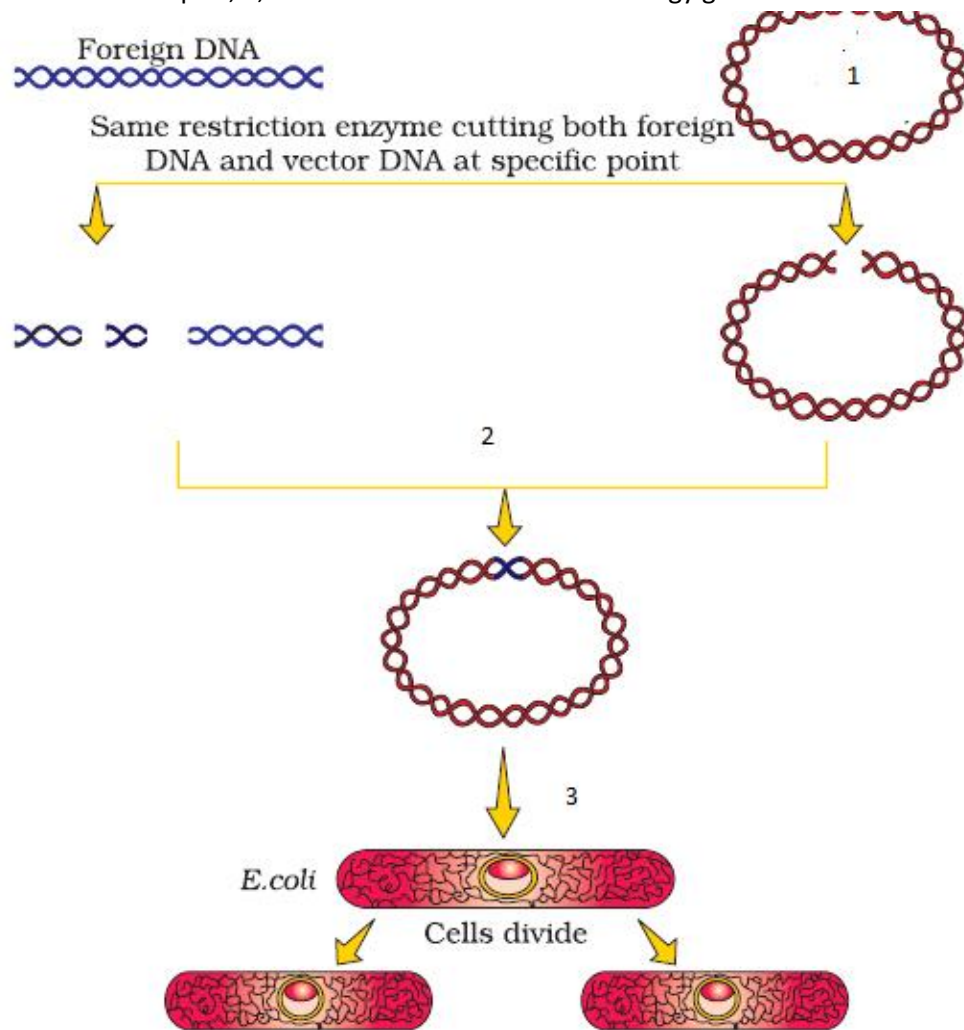 Foreign DNA
1
Same restriction enzyme cutting both foreign
DNA and vector DNA at specific point
2
3
E.coli
Cells divide